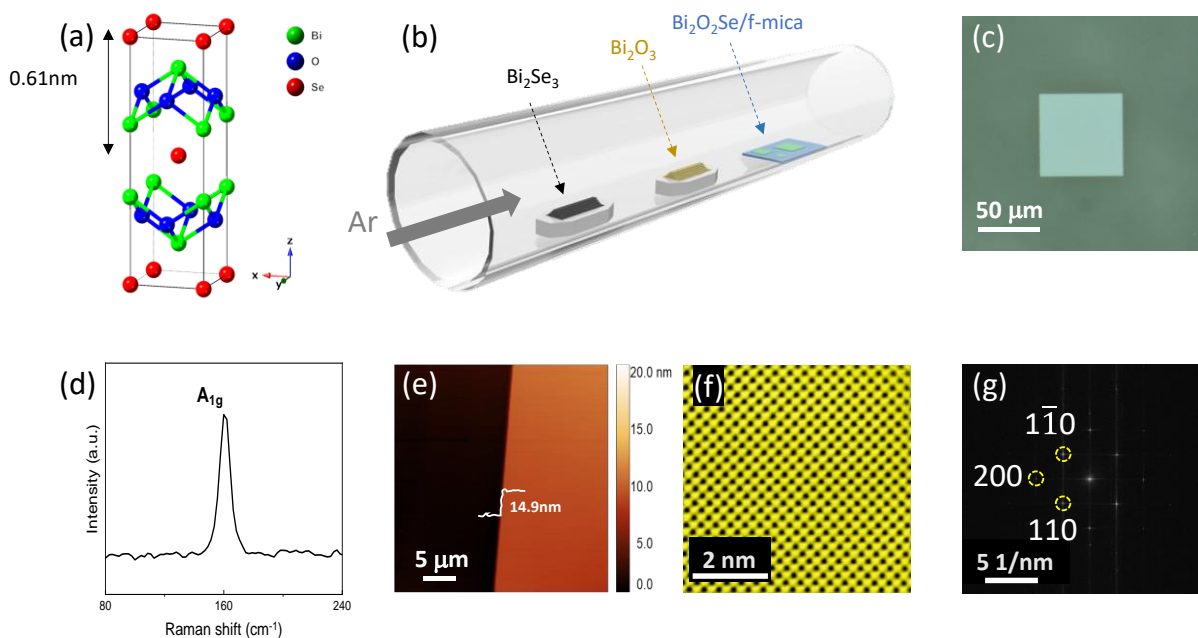 (a)
Bi
O
Se
0.61nm
z
x
y
(b)
Bi₂O₂Se/f-mica
Bi₂O₃
Bi₂Se₃
Ar
(c)
50 µm
(d)
A₁g
Intensity (a.u.)
80 160 240
Raman shift (cm⁻¹)
(e)
14.9nm
5 µm
20.0 nm
15.0
10.0
5.0
0.0
(f)
2 nm
(g)
11̅0
200
110
5 1/nm